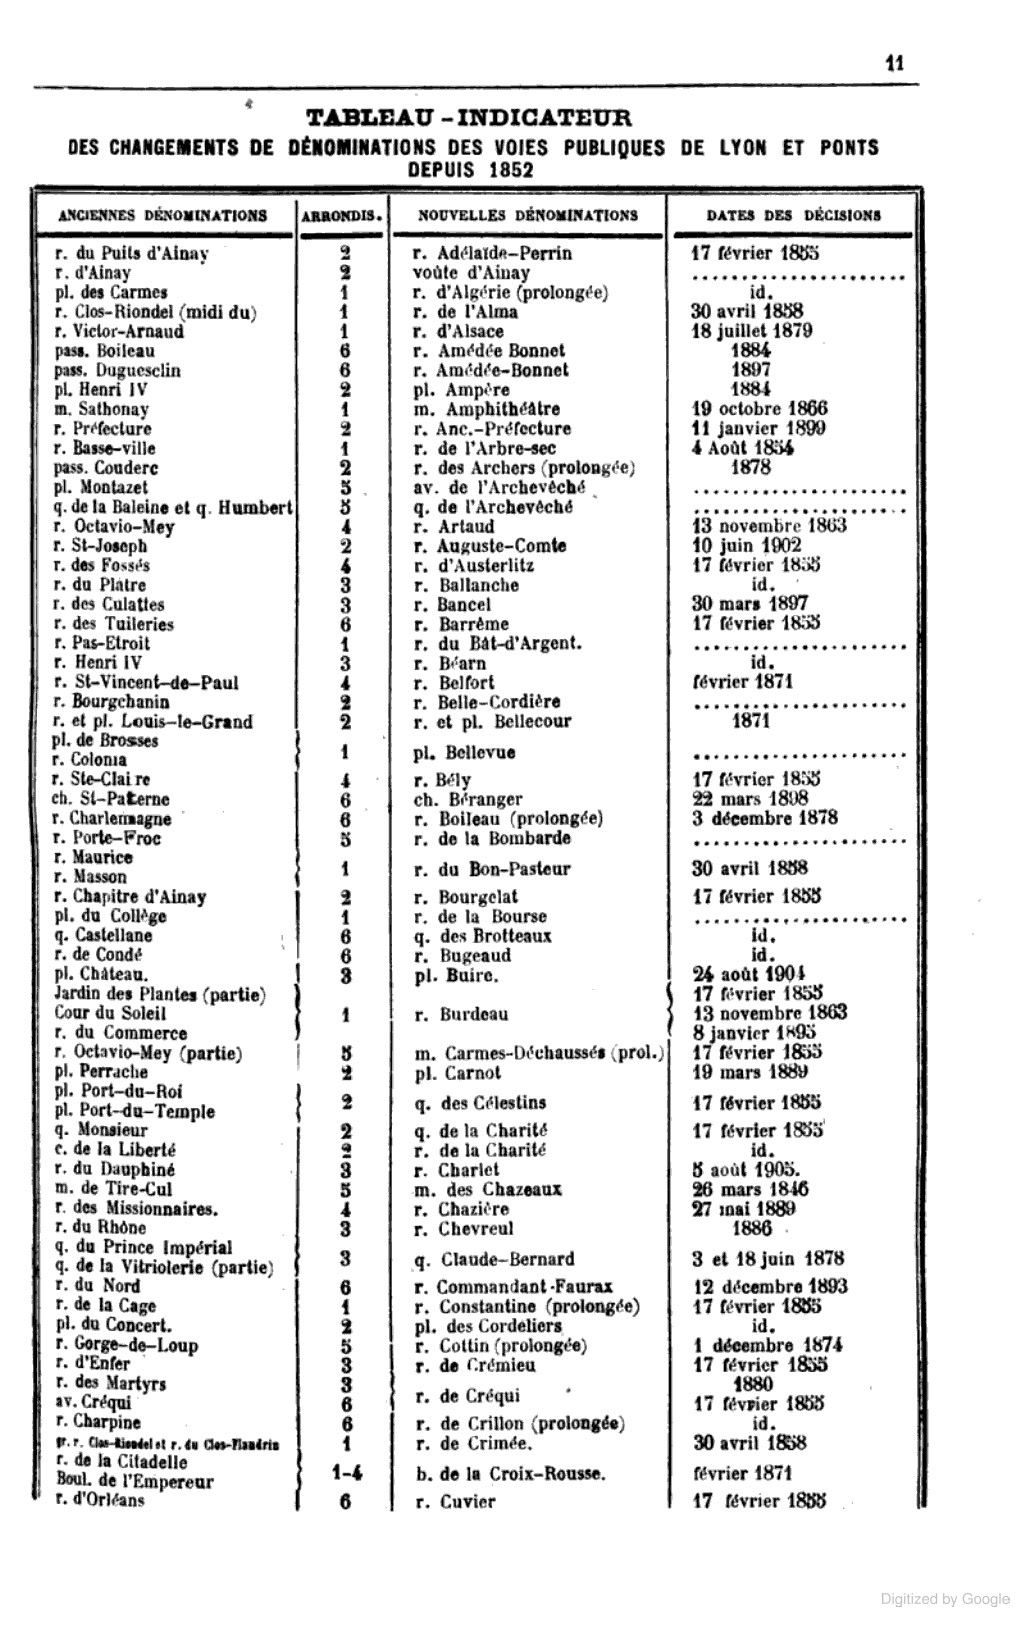 11
TABLEAU - INDICATEUR
DES CHANGEMENTS DE DÉNOMINATIONS DES VOIES PUBLIQUES DE LYON ET PONTS
DEPUIS 1852
ANCIENNES DÉNOMINATIONS ARRONDIS. NOUVELLES DÉNOMINATIONS DATES DES DÉCISIONS
r. du Puits d'Ainay 2 r. Adélaïde-Perrin 17 février 1855
r. d'Ainay 2 voûte d'Ainay ......................
pl. des Carmes 1 r. d'Algérie (prolongée) id.
r. Clos-Riondel (midi du) 1 r. de l'Alma 30 avril 1858
r. Victor-Arnaud 1 r. d'Alsace 18 juillet 1879
pass. Boileau 6 r. Amédée Bonnet 1884
pass. Duguesclin 6 r. Amédée-Bonnet 1897
pl. Henri IV 2 pl. Ampère 1884
m. Sathonay 1 m. Amphithéâtre 19 octobre 1866
r. Préfecture 2 r. Anc.-Préfecture 11 janvier 1899
r. Basse-ville 1 r. de l'Arbre-sec 4 Août 1854
pass. Couderc 2 r. des Archers (prolongée) 1878
pl. Montazet 5 av. de l'Archevêché ......................
q. de la Baleine et q. Humbert 5 q. de l'Archevêché ......................
r. Octavio-Mey 4 r. Artaud 13 novembre 1863
r. St-Joseph 2 r. Auguste-Comte 10 juin 1902
r. des Fossés 4 r. d'Austerlitz 17 février 1855
r. du Platre 3 r. Ballanche id.
r. des Culattes 3 r. Bancel 30 mars 1897
r. des Tuileries 6 r. Barrême 17 février 1855
r. Pas-Etroit 1 r. du Bât-d'Argent. ......................
r. Henri IV 3 r. Béarn id.
r. St-Vincent-de-Paul 4 r. Belfort février 1871
r. Bourgchanin 2 r. Belle-Cordière ......................
r. et pl. Louis-le-Grand 2 r. et pl. Bellecour 1871
pl. de Brosses
r. Colonia 1 pl. Bellevue ......................
r. Ste-Claire 4 r. Bély 17 février 1855
ch. St-Paterne 6 ch. Béranger 22 mars 1898
r. Charlemagne 6 r. Boileau (prolongée) 3 décembre 1878
r. Porte-Froc 5 r. de la Bombarde ......................
r. Maurice
r. Masson 1 r. du Bon-Pasteur 30 avril 1858
r. Chapitre d'Ainay 2 r. Bourgelat 17 février 1855
pl. du Collège 1 r. de la Bourse ......................
q. Castellane 6 q. des Brotteaux id.
r. de Condé 6 r. Bugeaud id.
pl. Château. 3 pl. Buire. 24 août 1904
Jardin des Plantes (partie) 17 février 1855
Cour du Soleil 1 r. Burdeau 13 novembre 1863
r. du Commerce 8 janvier 1895
r. Octavio-Mey (partie) 5 m. Carmes-Déchaussés (prol.) 17 février 1855
pl. Perrache 2 pl. Carnot 19 mars 1889
pl. Port-du-Roi
pl. Port-du-Temple 2 q. des Célestins 17 février 1855
q. Monsieur 2 q. de la Charité 17 février 1855
c. de la Liberté 2 r. de la Charité id.
r. du Dauphiné 3 r. Charlet 5 août 1905.
m. de Tire-Cul 5 m. des Chazeaux 26 mars 1846
r. des Missionnaires. 4 r. Chazière 27 mai 1889
r. du Rhône 3 r. Chevreul 1886
q. du Prince Impérial
q. de la Vitriolerie (partie) 3 q. Claude-Bernard 3 et 18 juin 1878
r. du Nord 6 r. Commandant-Faurax 12 décembre 1893
r. de la Cage 1 r. Constantine (prolongée) 17 février 1855
pl. du Concert. 2 pl. des Cordeliers id.
r. Gorge-de-Loup 5 r. Cottin (prolongée) 1 décembre 1874
r. d'Enfer 3 r. de Crémieu 17 février 1855
r. des Martyrs 3 r. de Créqui 1880
av. Créqui 6 17 février 1855
r. Charpine 6 r. de Crillon (prolongée) id.
gr. r. Clos-Riondel et r. du Clos-Flandrin 1 r. de Crimée. 30 avril 1858
r. de la Citadelle
Boul. de l'Empereur 1-4 b. de la Croix-Rousse. février 1871
r. d'Orléans 6 r. Cuvier 17 février 1855
Digitized by Google